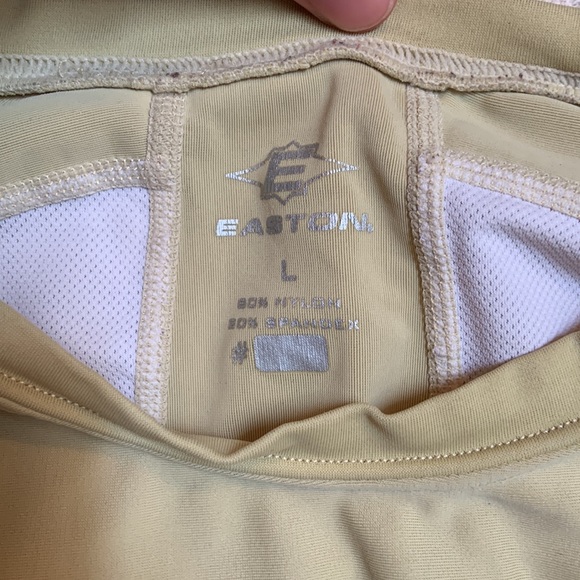 E
EASTON
L
80% NYLON
20% SPANDEX
#